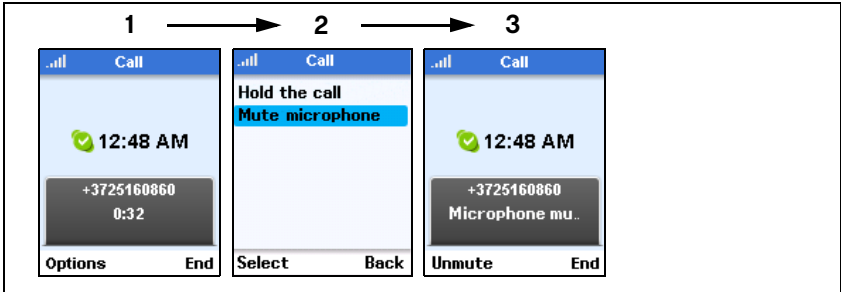 1 2 3
Call
12:48 AM
+3725160860
0:32
Options End
Call
Hold the call
Mute microphone
Select Back
Call
12:48 AM
+3725160860
Microphone mu..
Unmute End